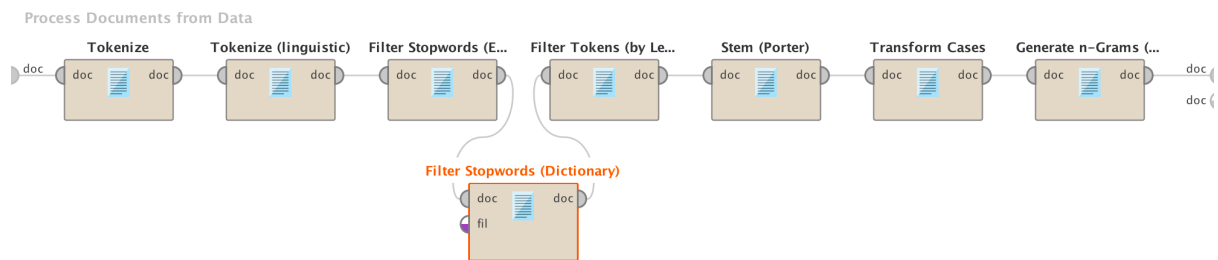 Process Documents from Data
Tokenize
Tokenize (linguistic)
Filter Stopwords (E...
Filter Tokens (by Le...
Stem (Porter)
Transform Cases
Generate n-Grams (...
doc
doc doc
doc doc
doc doc
doc doc
doc doc
doc doc
doc doc
doc
doc
Filter Stopwords (Dictionary)
doc doc
fil